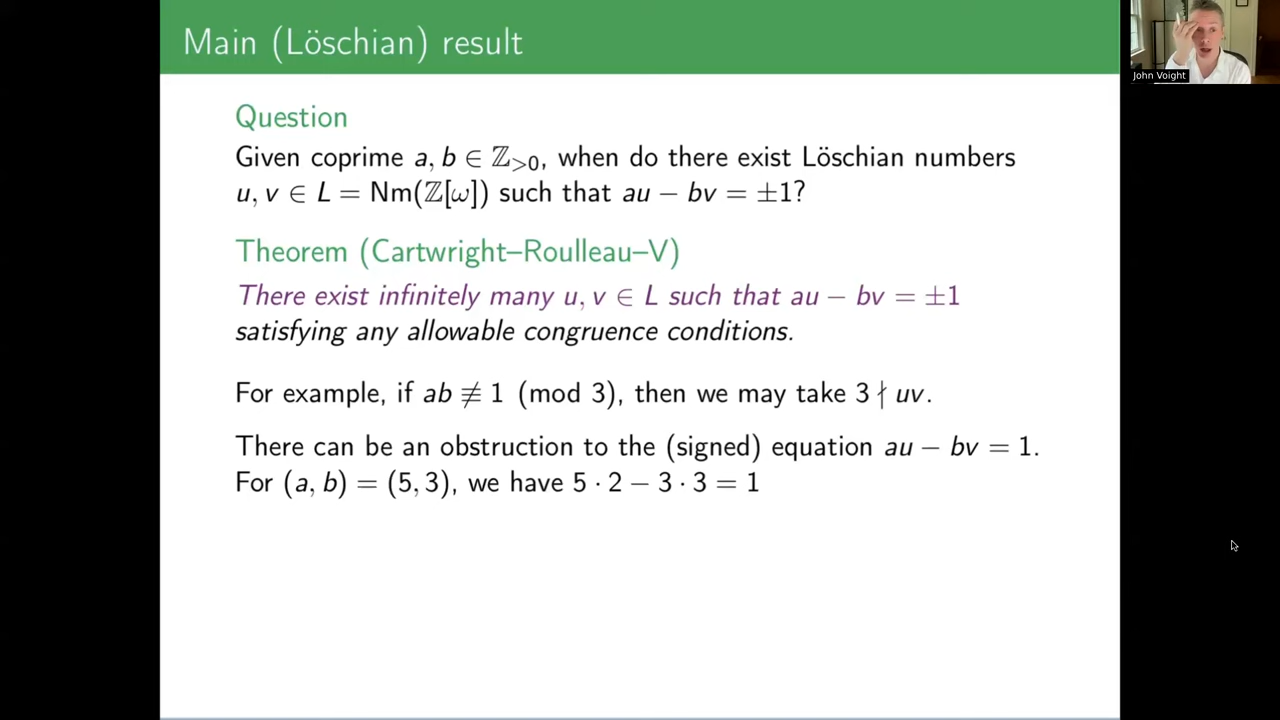 Main (Löschian) result
John Voight
Question
Given coprime a, b ∈ ℤ>0, when do there exist Löschian numbers
u, v ∈ L = Nm(ℤ[ω]) such that au − bv = ±1?
Theorem (Cartwright–Roulleau–V)
There exist infinitely many u, v ∈ L such that au − bv = ±1
satisfying any allowable congruence conditions.
For example, if ab ≢ 1 (mod 3), then we may take 3 ∤ uv.
There can be an obstruction to the (signed) equation au − bv = 1.
For (a, b) = (5, 3), we have 5 · 2 − 3 · 3 = 1